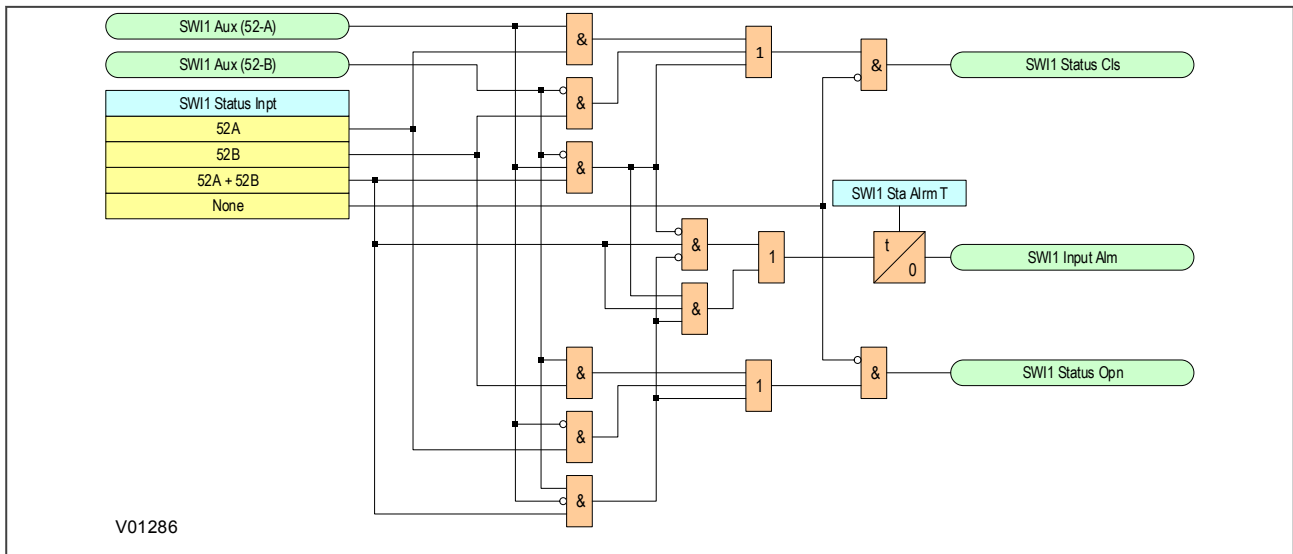 SWI1 Aux (52-A)
SWI1 Aux (52-B)
SWI1 Status Inpt
52A
52B
52A + 52B
None
&
&
&
&
&
&
&
&
1
1
1
&
SWI1 Status Cls
SWI1 Sta Alrm T
t
0
SWI1 Input Alm
&
SWI1 Status Opn
V01286